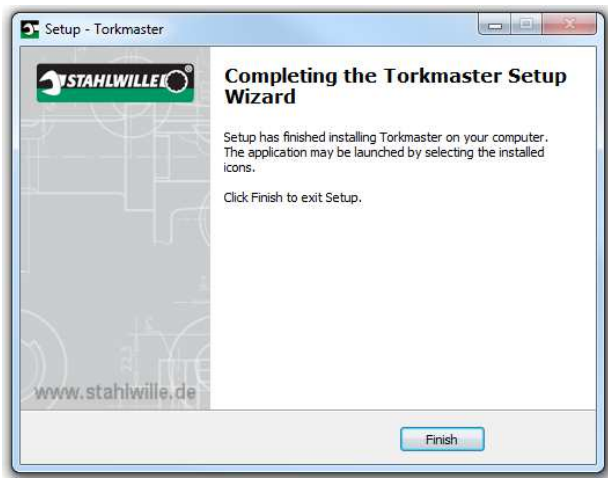 Setup - Torkmaster
STAHLWILLE
Completing the Torkmaster Setup
Wizard
Setup has finished installing Torkmaster on your computer.
The application may be launched by selecting the installed
icons.
Click Finish to exit Setup.
www.stahlwille.de
Finish